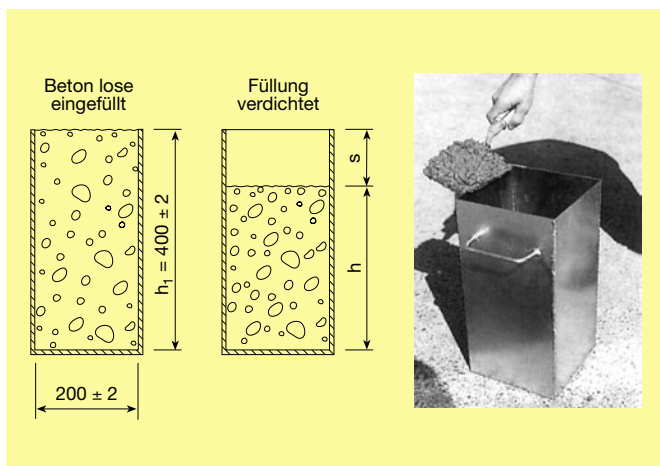 Beton lose
eingefüllt
Füllung
verdichtet
h₁ = 400 ± 2
s
h
200 ± 2